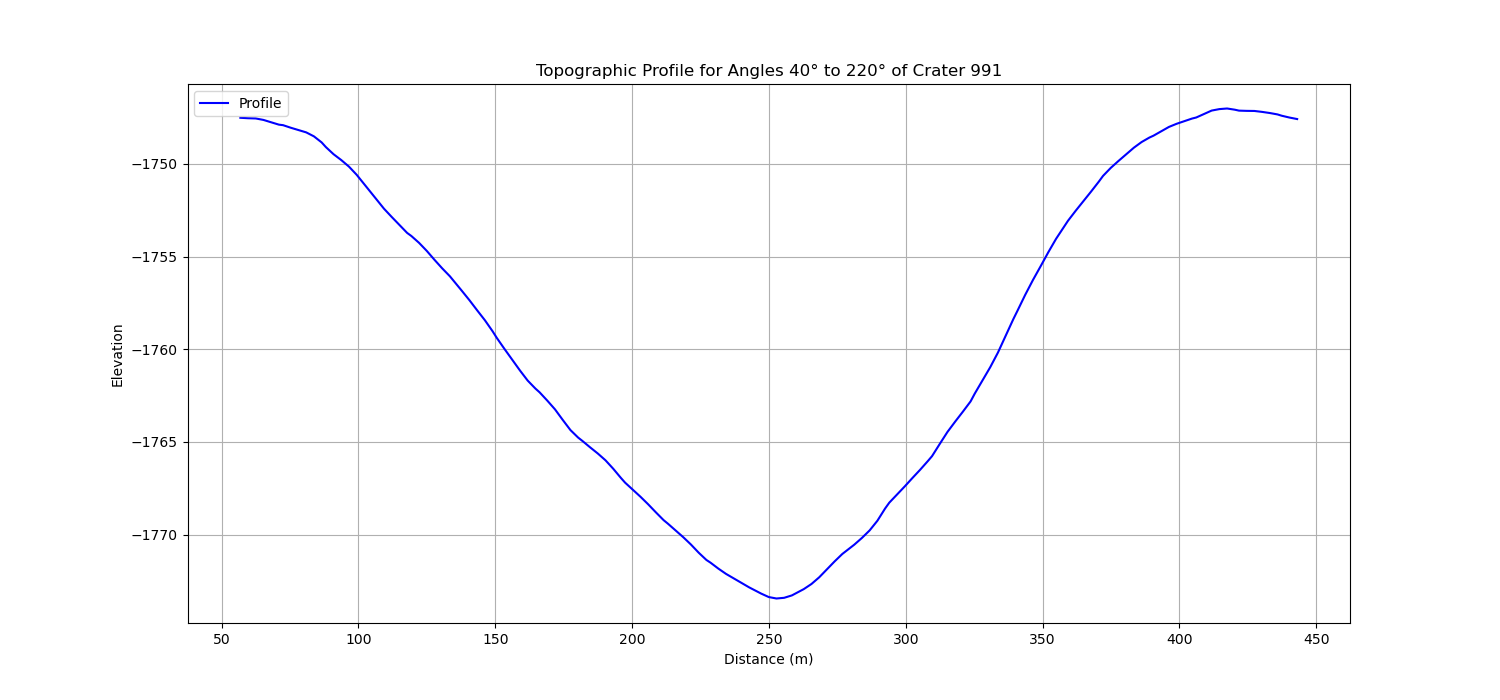 Topographic Profile for Angles 40° to 220° of Crater 991
Profile
Elevation
−1750
−1755
−1760
−1765
−1770
50 100 150 200 250 300 350 400 450
Distance (m)